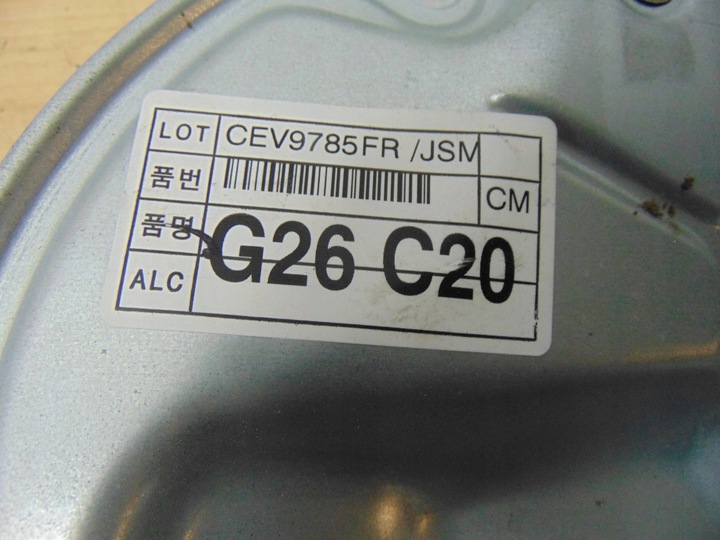 LOT CEV9785FR /JSM
품번 CM
품명 G26 C20
ALC